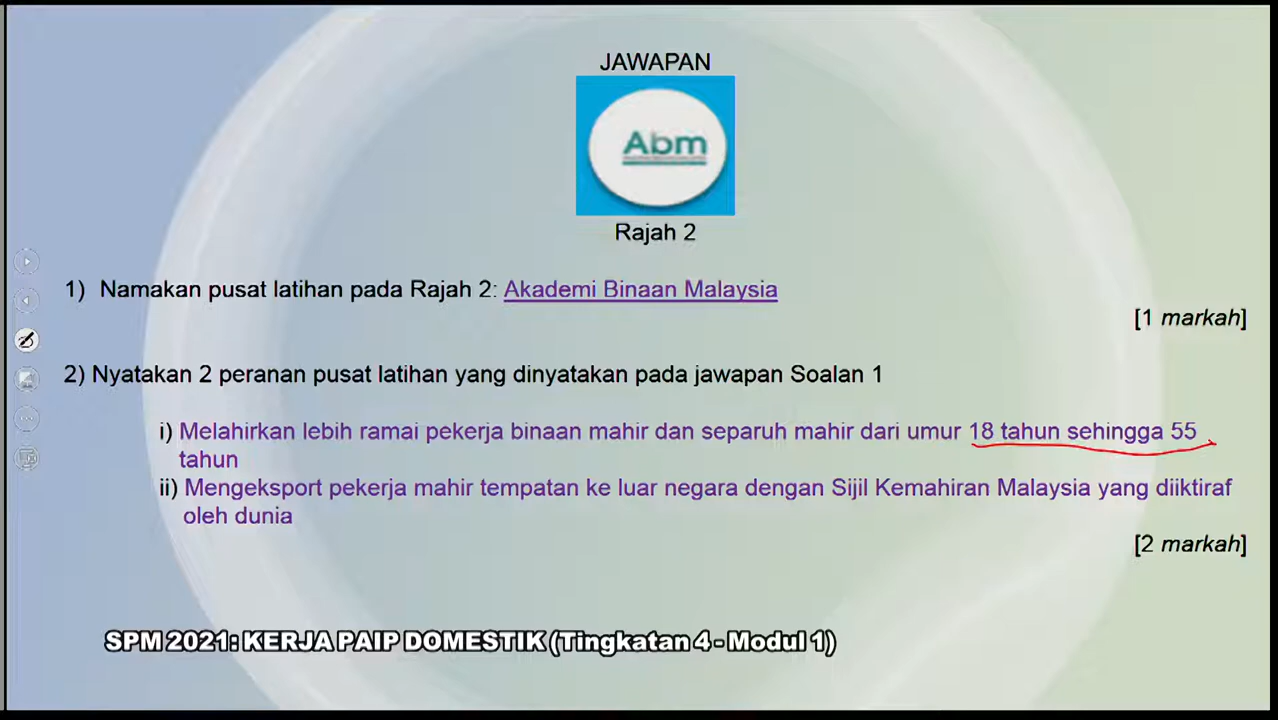 JAWAPAN
Abm
Rajah 2
1) Namakan pusat latihan pada Rajah 2: Akademi Binaan Malaysia
[1 markah]
2) Nyatakan 2 peranan pusat latihan yang dinyatakan pada jawapan Soalan 1
i) Melahirkan lebih ramai pekerja binaan mahir dan separuh mahir dari umur 18 tahun sehingga 55
tahun
ii) Mengeksport pekerja mahir tempatan ke luar negara dengan Sijil Kemahiran Malaysia yang diiktiraf
oleh dunia
[2 markah]
SPM 2021: KERJA PAIP DOMESTIK (Tingkatan 4 - Modul 1)